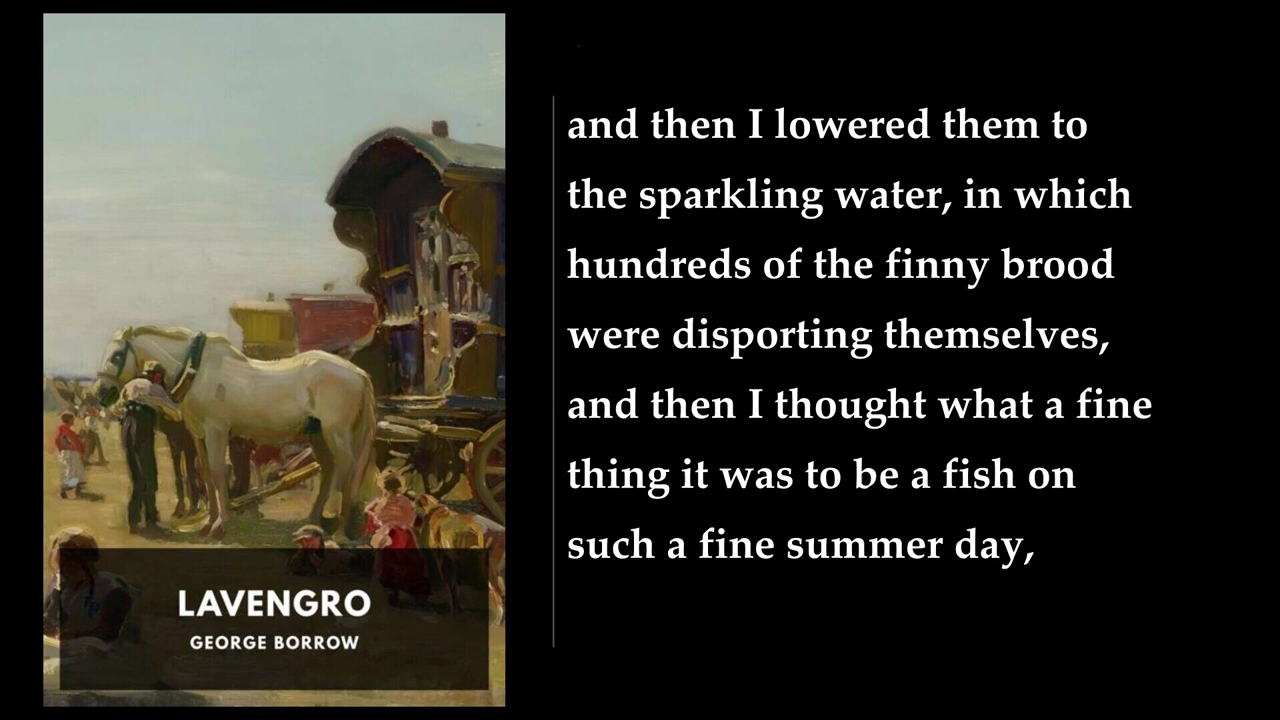 LAVENGRO
GEORGE BORROW
and then I lowered them to
the sparkling water, in which
hundreds of the finny brood
were disporting themselves,
and then I thought what a fine
thing it was to be a fish on
such a fine summer day,